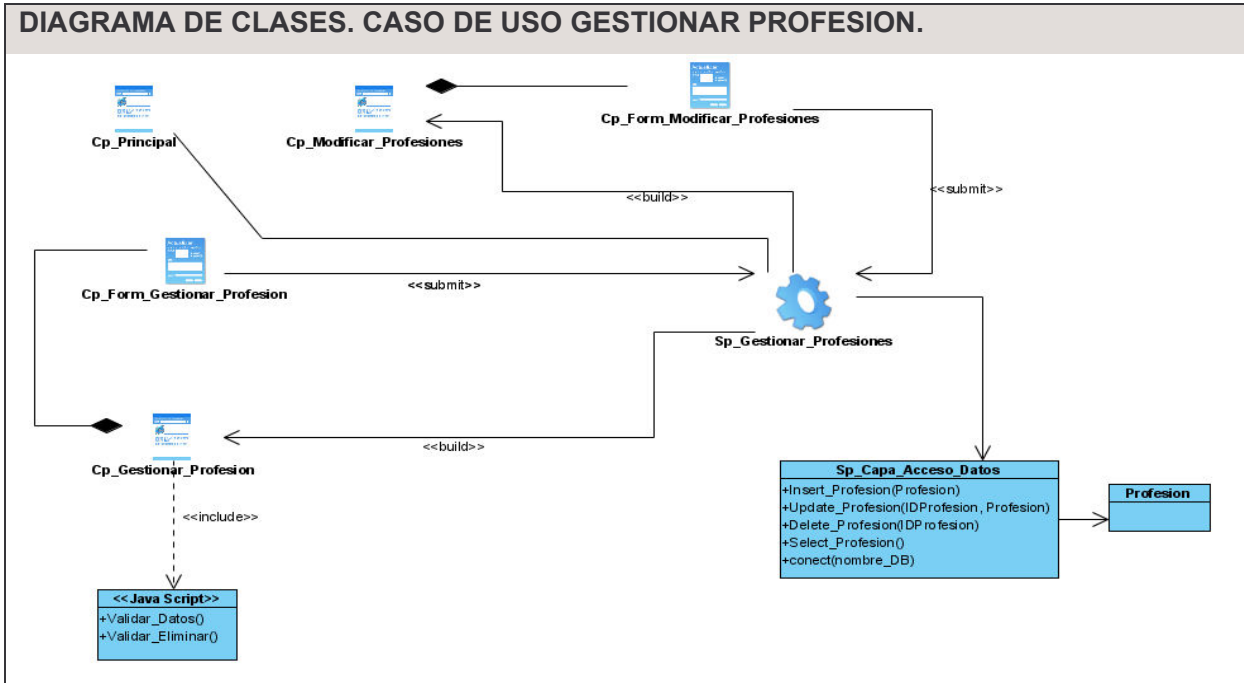 DIAGRAMA DE CLASES. CASO DE USO GESTIONAR PROFESION.
Cp_Principal
Cp_Modificar_Profesiones
Cp_Form_Modificar_Profesiones
<<build>>
<<submit>>
Cp_Form_Gestionar_Profesion
<<submit>>
Sp_Gestionar_Profesiones
Cp_Gestionar_Profesion
<<build>>
<<include>>
<<Java Script>>
+Validar_Datos()
+Validar_Eliminar()
Sp_Capa_Acceso_Datos
+Insert_Profesion(Profesion)
+Update_Profesion(IDProfesion, Profesion)
+Delete_Profesion(IDProfesion)
+Select_Profesion()
+conect(nombre_DB)
Profesion